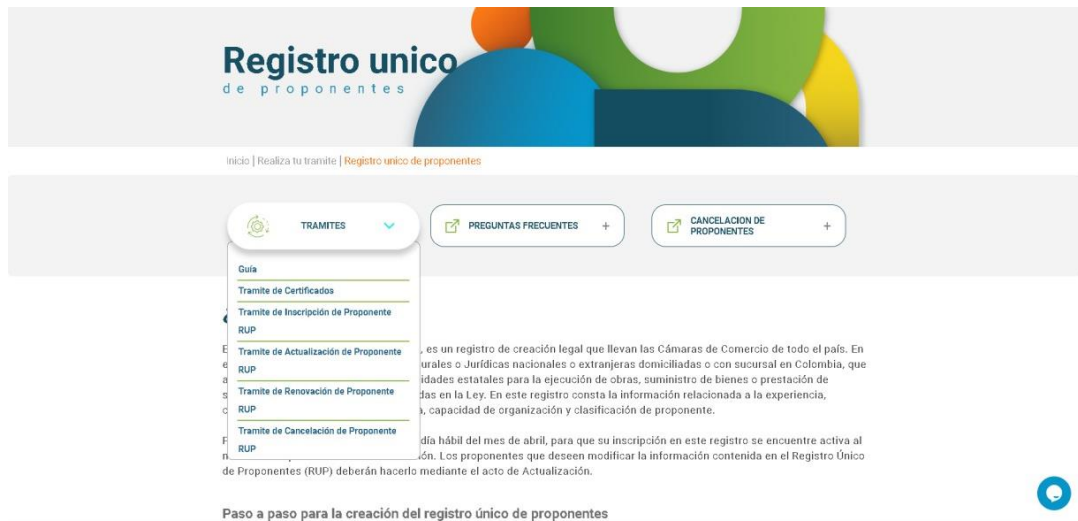 Registro unico
de proponentes
Inicio | Realiza tu tramite | Registro unico de proponentes
TRAMITES
PREGUNTAS FRECUENTES +
CANCELACION DE
PROPONENTES +
Guía
Tramite de Certificados
Tramite de Inscripción de Proponente
RUP
Tramite de Actualización de Proponente
RUP
Tramite de Renovación de Proponente
RUP
Tramite de Cancelación de Proponente
RUP
, es un registro de creación legal que llevan las Cámaras de Comercio de todo el país. En
urales o Jurídicas nacionales o extranjeras domiciliadas o con sucursal en Colombia, que
idades estatales para la ejecución de obras, suministro de bienes o prestación de
das en la Ley. En este registro consta la información relacionada a la experiencia,
, capacidad de organización y clasificación de proponente.
día hábil del mes de abril, para que su inscripción en este registro se encuentre activa al
ión. Los proponentes que deseen modificar la información contenida en el Registro Único
de Proponentes (RUP) deberán hacerlo mediante el acto de Actualización.
Paso a paso para la creación del registro único de proponentes